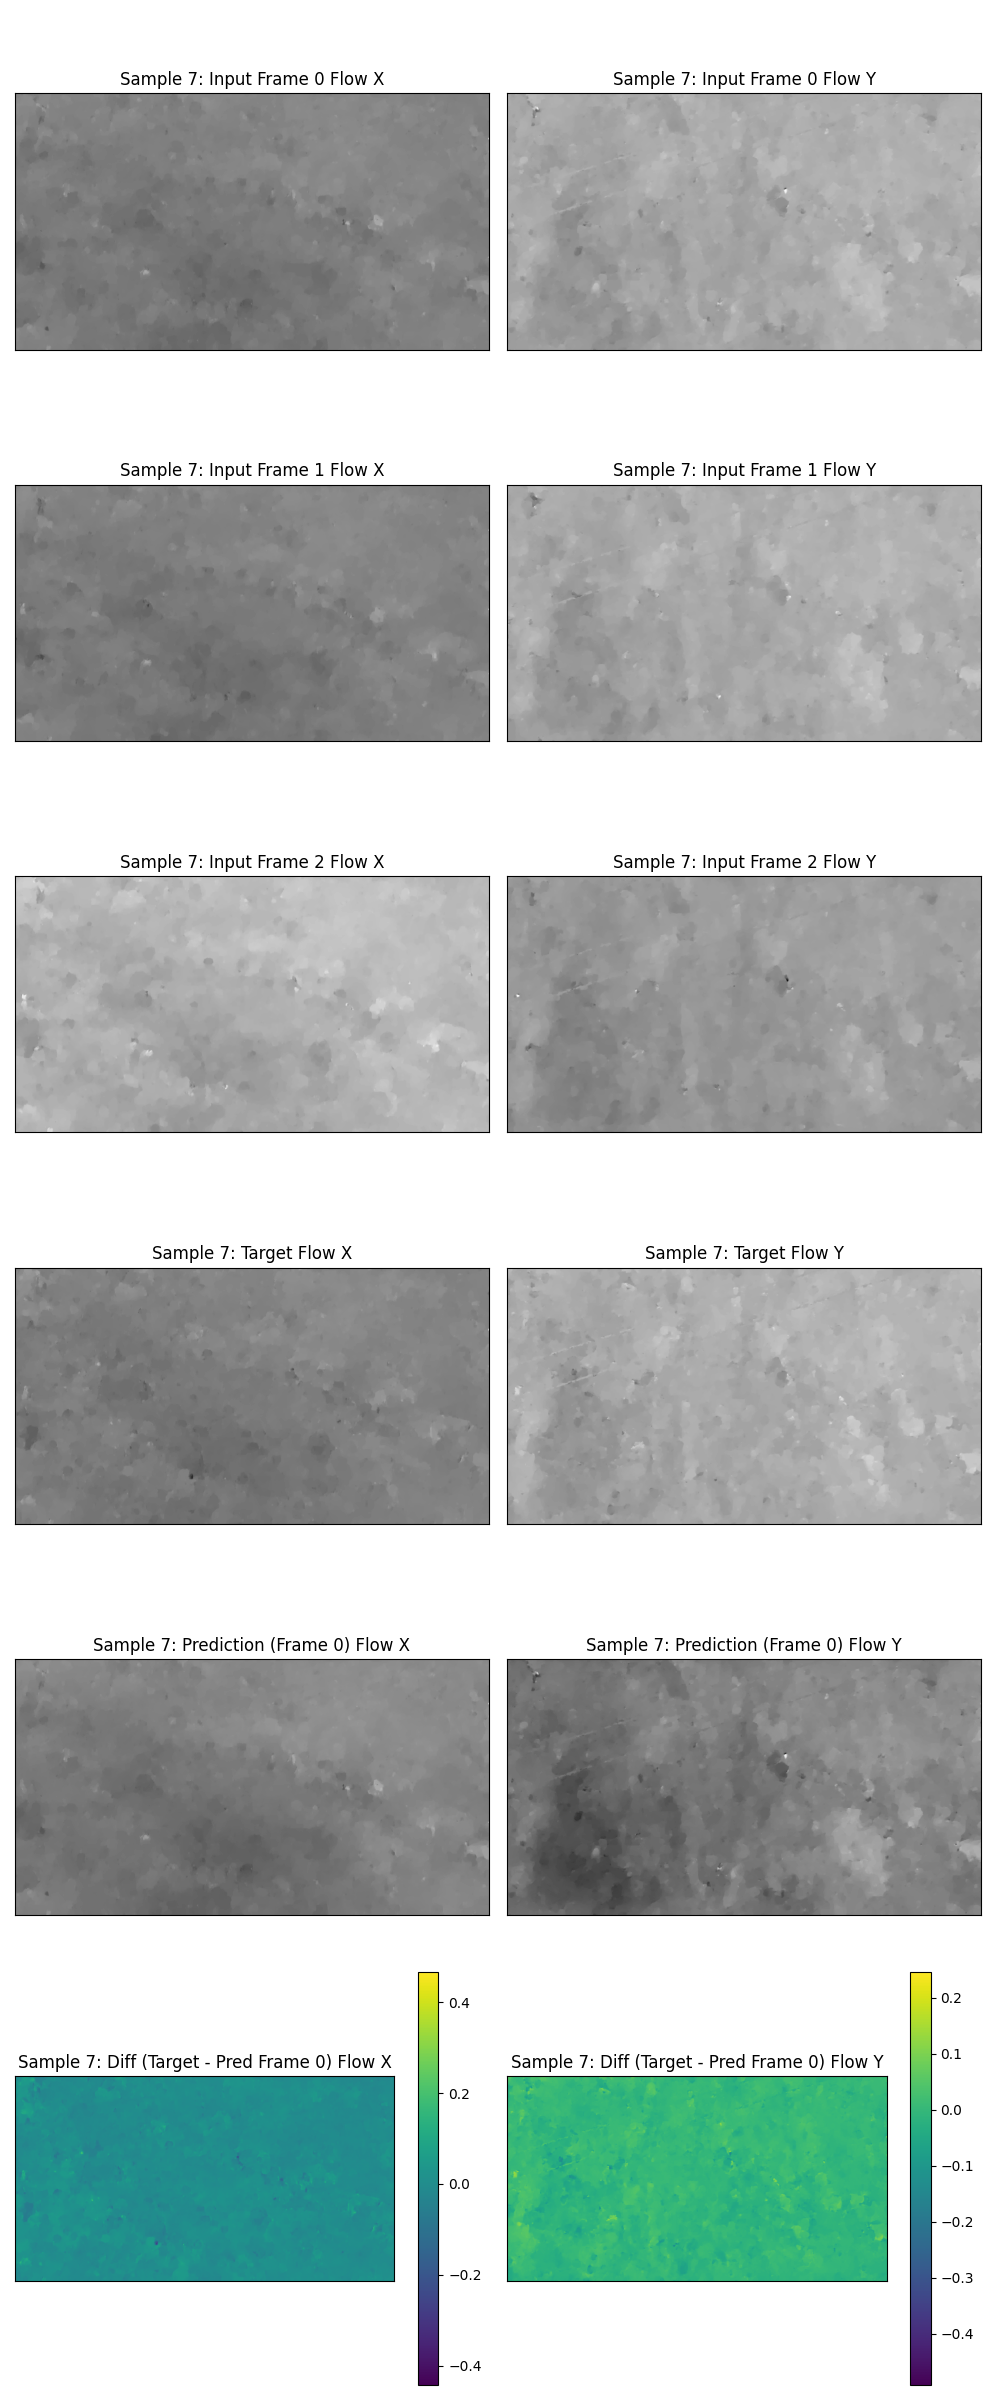 Sample 7: Input Frame 0 Flow X
Sample 7: Input Frame 0 Flow Y
Sample 7: Input Frame 1 Flow X
Sample 7: Input Frame 1 Flow Y
Sample 7: Input Frame 2 Flow X
Sample 7: Input Frame 2 Flow Y
Sample 7: Target Flow X
Sample 7: Target Flow Y
Sample 7: Prediction (Frame 0) Flow X
Sample 7: Prediction (Frame 0) Flow Y
Sample 7: Diff (Target - Pred Frame 0) Flow X
0.4
0.2
0.0
−0.2
−0.4
Sample 7: Diff (Target - Pred Frame 0) Flow Y
0.2
0.1
0.0
−0.1
−0.2
−0.3
−0.4